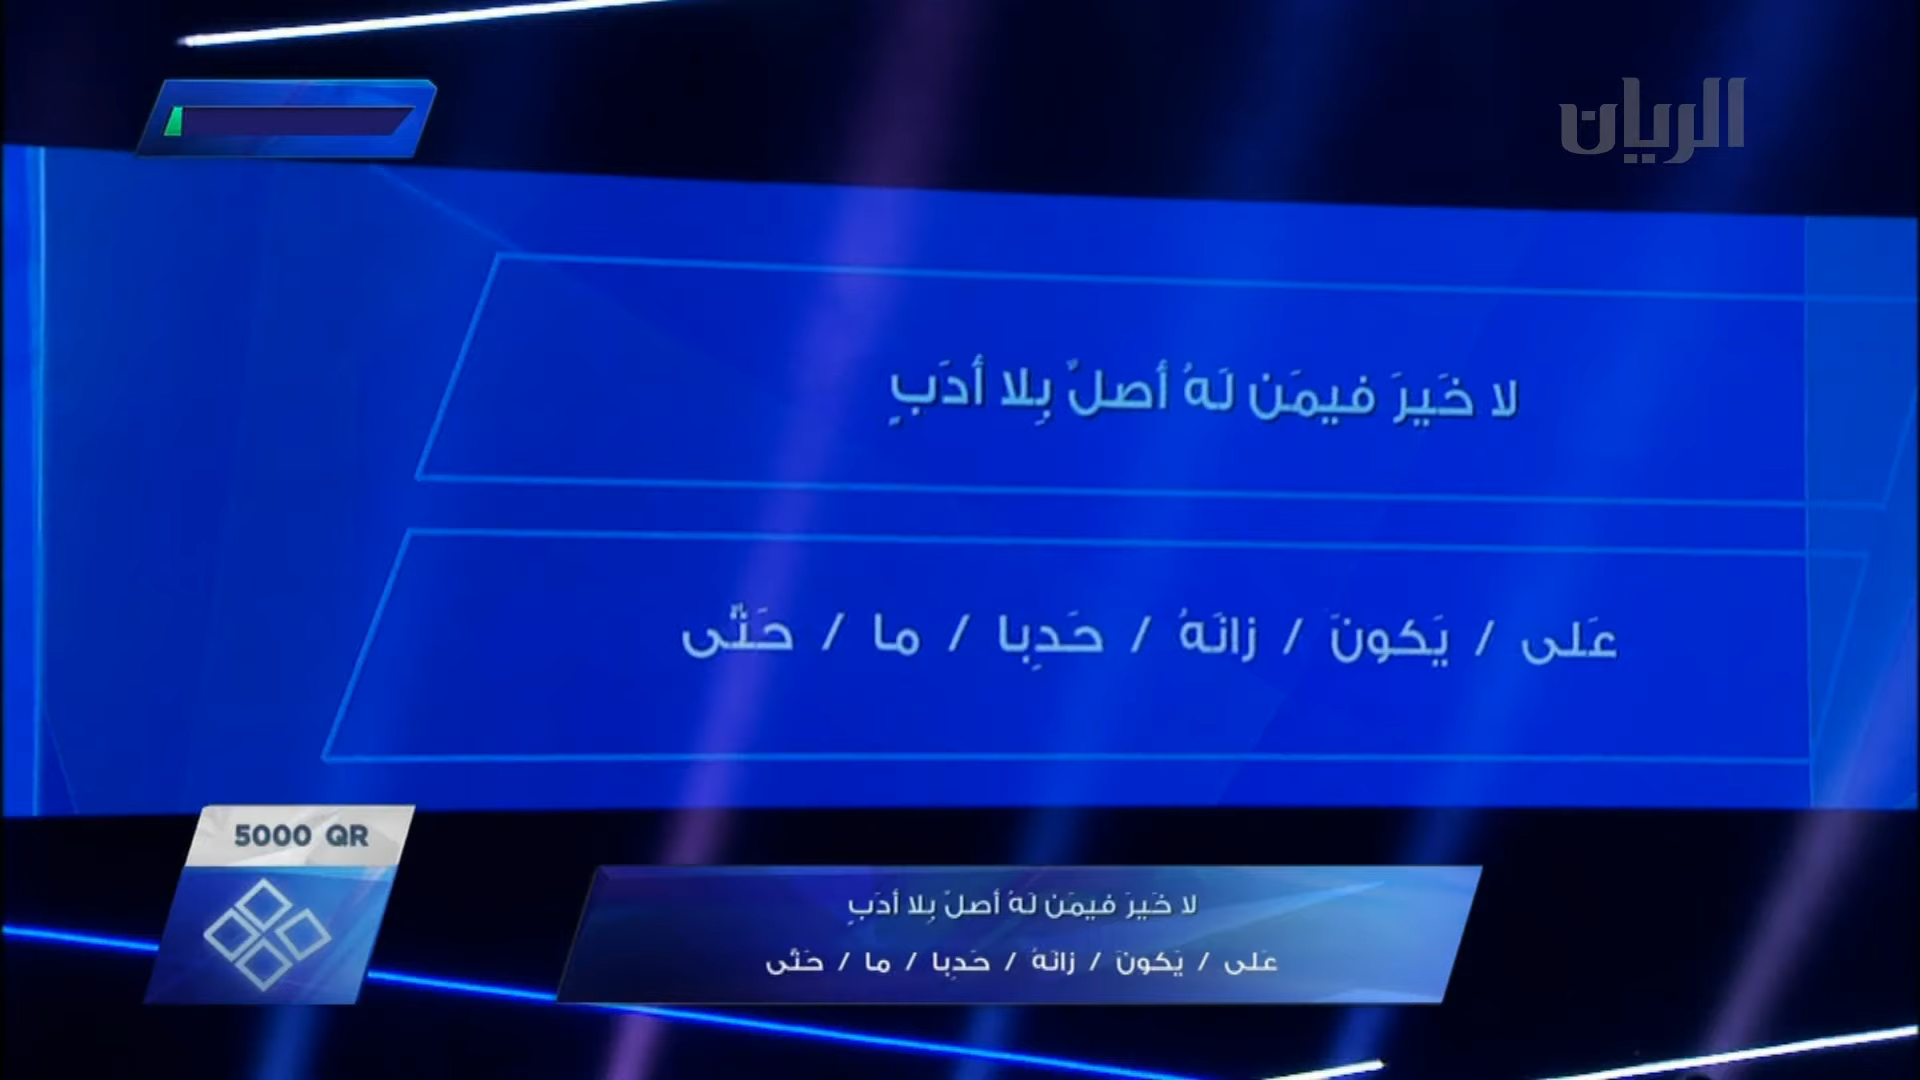 الريان
لا خَيرَ فيمَن لَهُ أصلٌ بِلا أدَبٍ
عَلى / يَكونَ / زانَهُ / حَدِبا / ما / حَتّى
5000 QR
لا خَيرَ فيمَن لَهُ أصلٌ بِلا أدَبٍ
عَلى / يَكونَ / زانَهُ / حَدِبا / ما / حَتّى